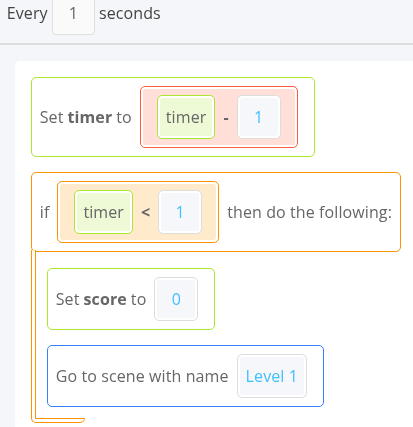 Every 1 seconds
Set timer to timer - 1
if timer < 1 then do the following:
Set score to 0
Go to scene with name Level 1